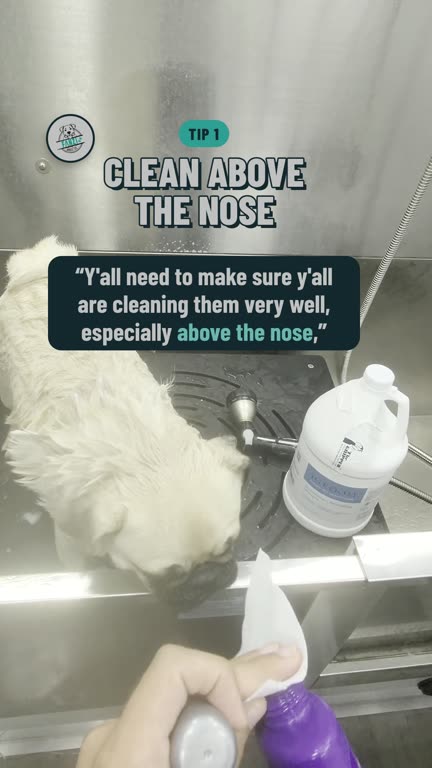 TIP 1
CLEAN ABOVE
THE NOSE
“Y'all need to make sure y'all
are cleaning them very well,
especially above the nose,”